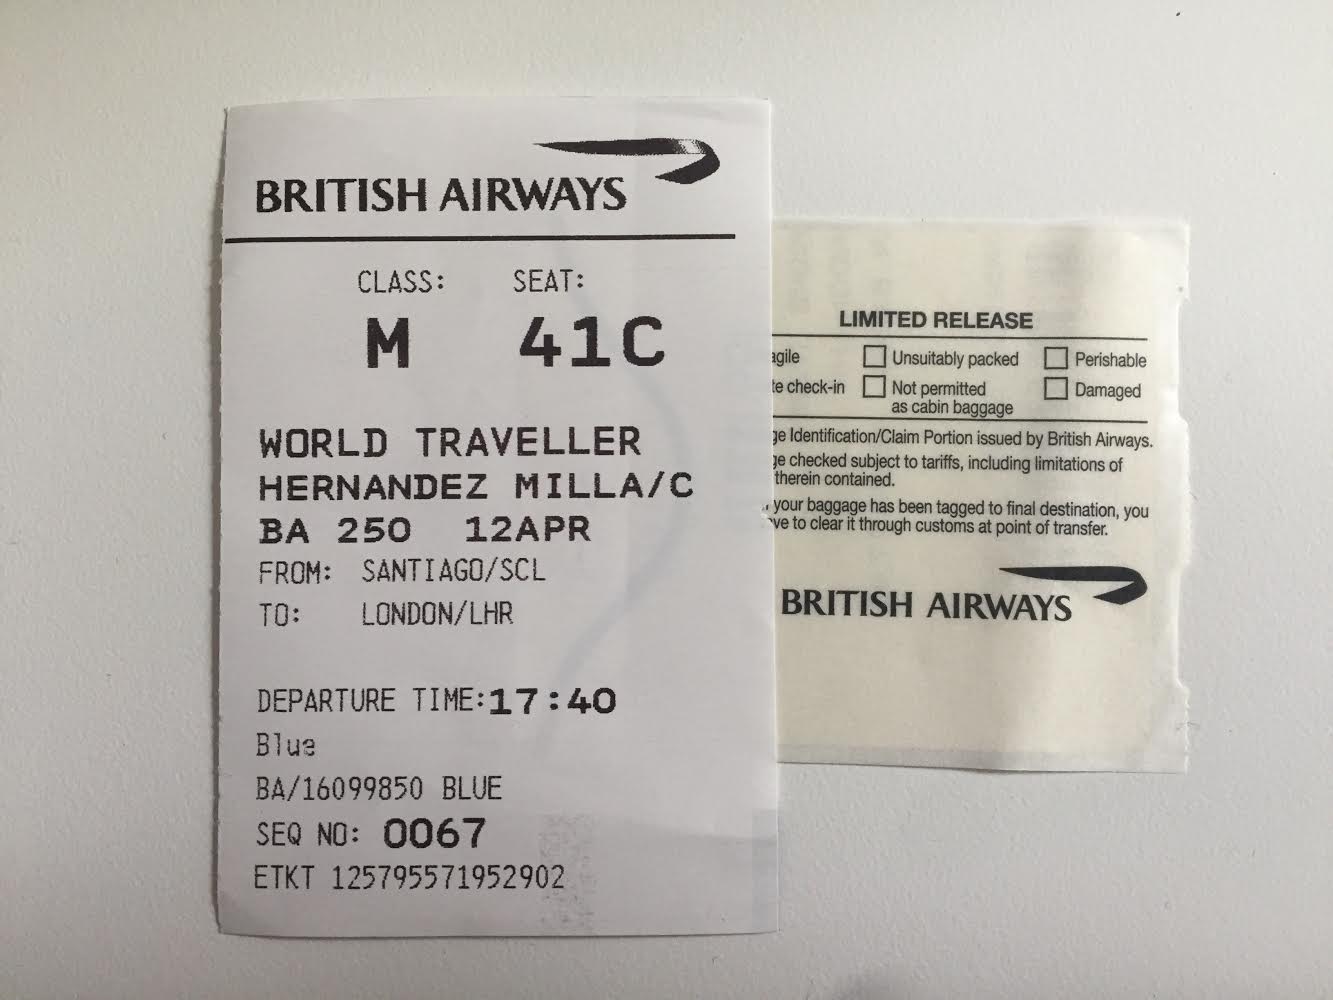 BRITISH AIRWAYS
CLASS: SEAT:
M 41C
WORLD TRAVELLER
HERNANDEZ MILLA/C
BA 250 12APR
FROM: SANTIAGO/SCL
TO: LONDON/LHR
DEPARTURE TIME:17:40
Blue
BA/16099850 BLUE
SEQ NO: 0067
ETKT 125795571952902
LIMITED RELEASE
agile Unsuitably packed Perishable
te check-in Not permitted as cabin baggage Damaged
ge Identification/Claim Portion issued by British Airways.
ge checked subject to tariffs, including limitations of
therein contained.
your baggage has been tagged to final destination, you
ve to clear it through customs at point of transfer.
BRITISH AIRWAYS